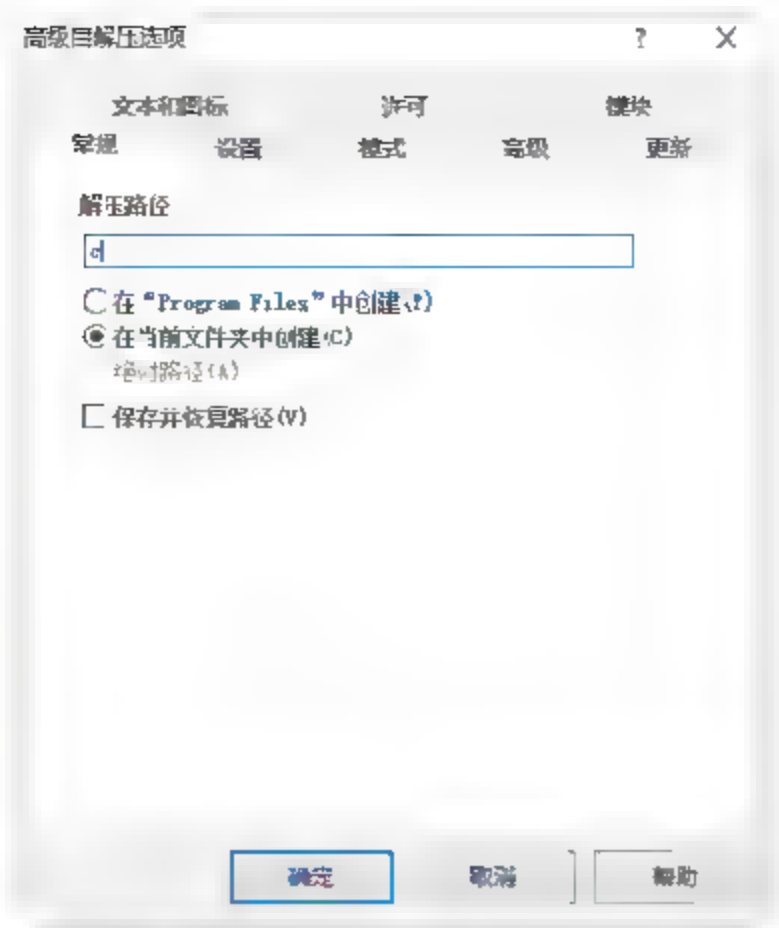 高级自解压选项 ?
文本和图标 许可 模块
常规 设置 模式 高级 更新
解压路径
c
在“Program Files”中创建(P)
在当前文件夹中创建(C)
绝对路径(A)
保存并恢复路径(V)
确定 取消 帮助